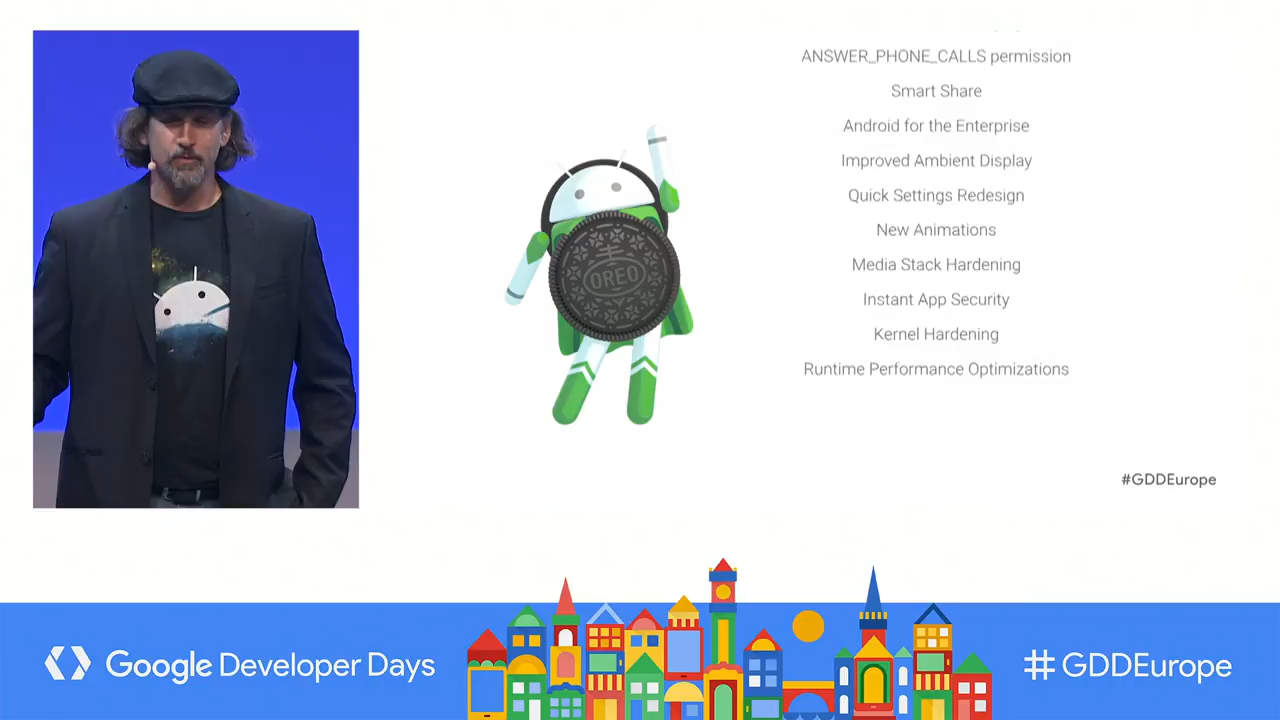 ANSWER_PHONE_CALLS permission
Smart Share
Android for the Enterprise
Improved Ambient Display
Quick Settings Redesign
New Animations
Media Stack Hardening
Instant App Security
Kernel Hardening
Runtime Performance Optimizations
OREO
#GDDEurope
Google Developer Days
#GDDEurope